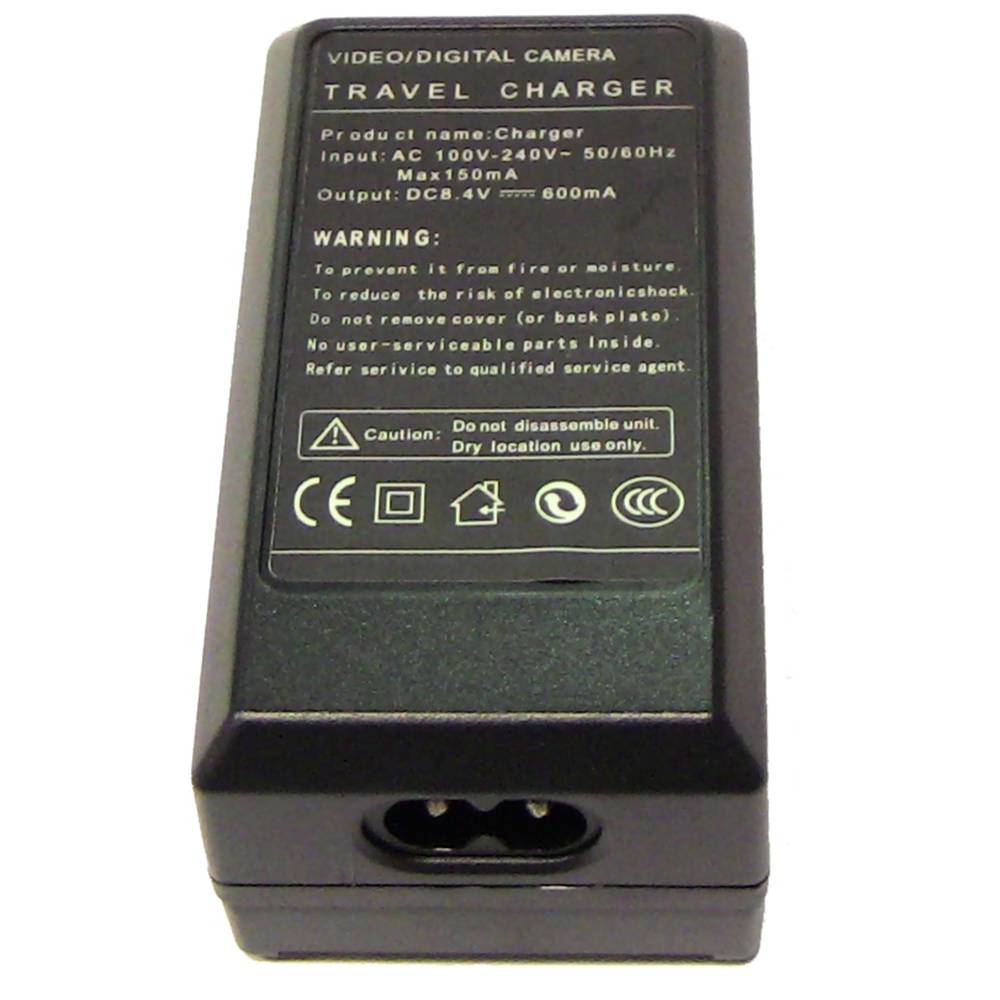 VIDEO/DIGITAL CAMERA
TRAVEL CHARGER
Product name:Charger
Input: AC 100V-240V~ 50/60Hz
Max150mA
Output: DC8.4V ⎓ 600mA
WARNING:
To prevent it from fire or moisture.
To reduce the risk of electronicshock.
Do not remove cover (or back plate).
No user-serviceable parts Inside.
Refer serivice to qualified service agent.
Caution: Do not disassemble unit.
Dry location use only.
CE
CCC